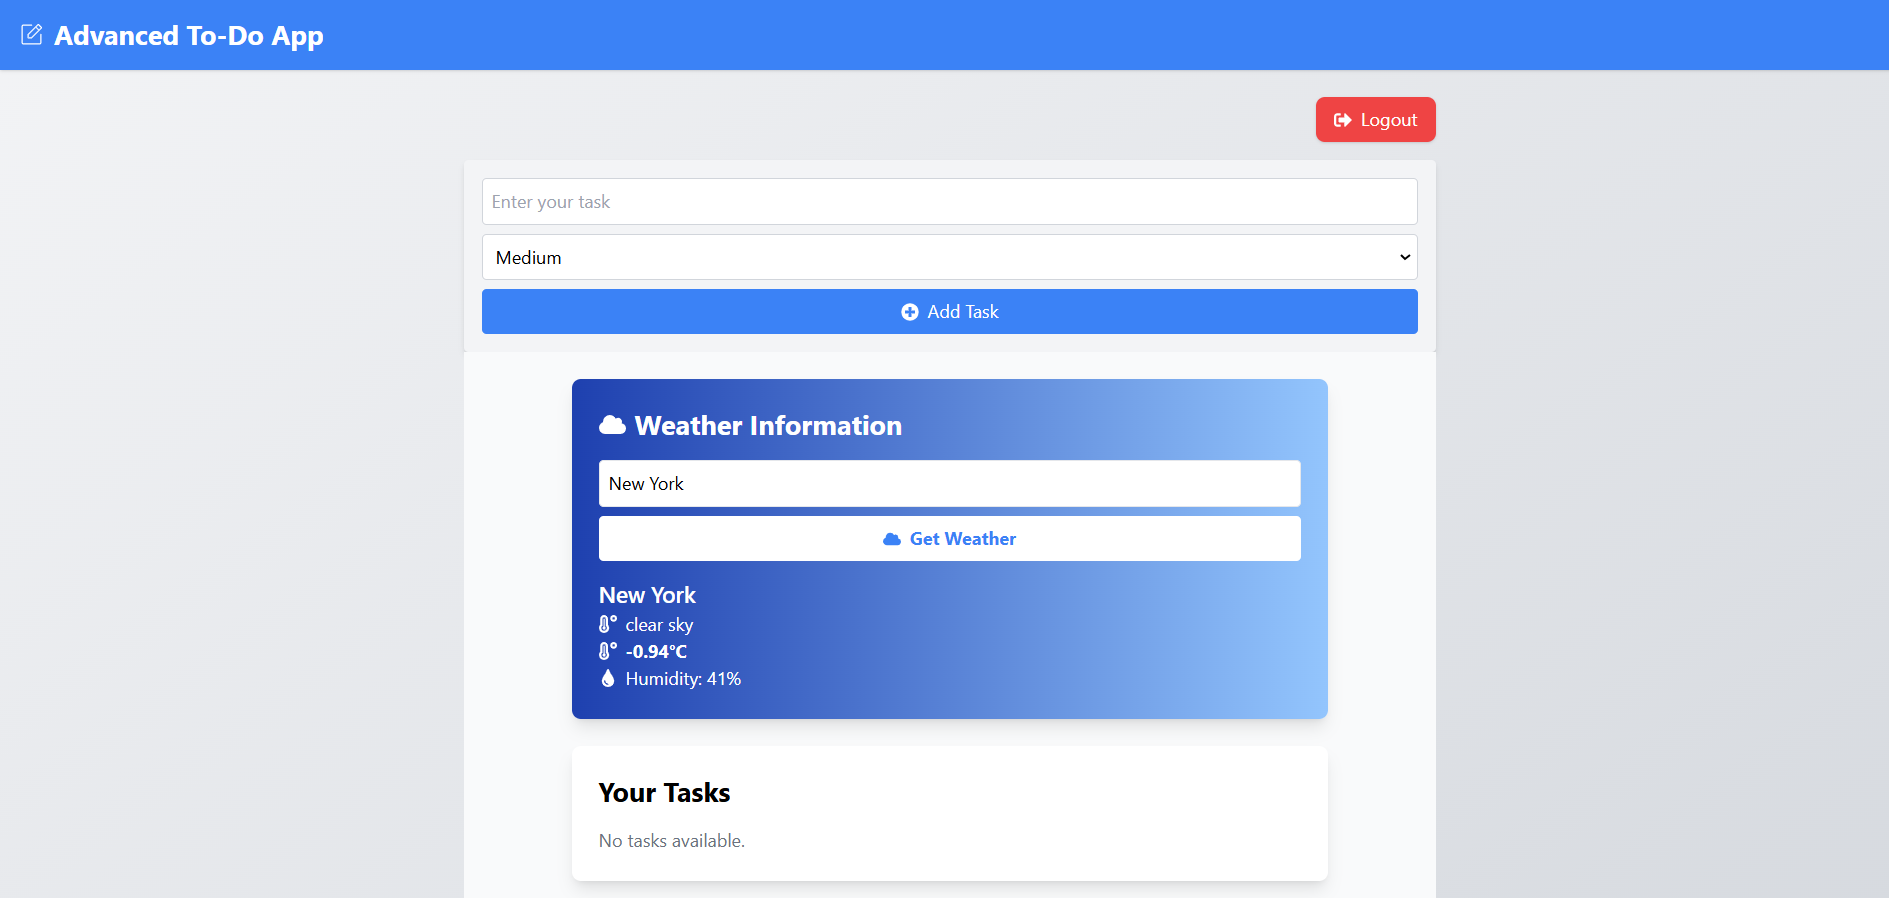 Advanced To-Do App
Logout
Enter your task
Medium
Add Task
Weather Information
New York
Get Weather
New York
clear sky
-0.94°C
Humidity: 41%
Your Tasks
No tasks available.